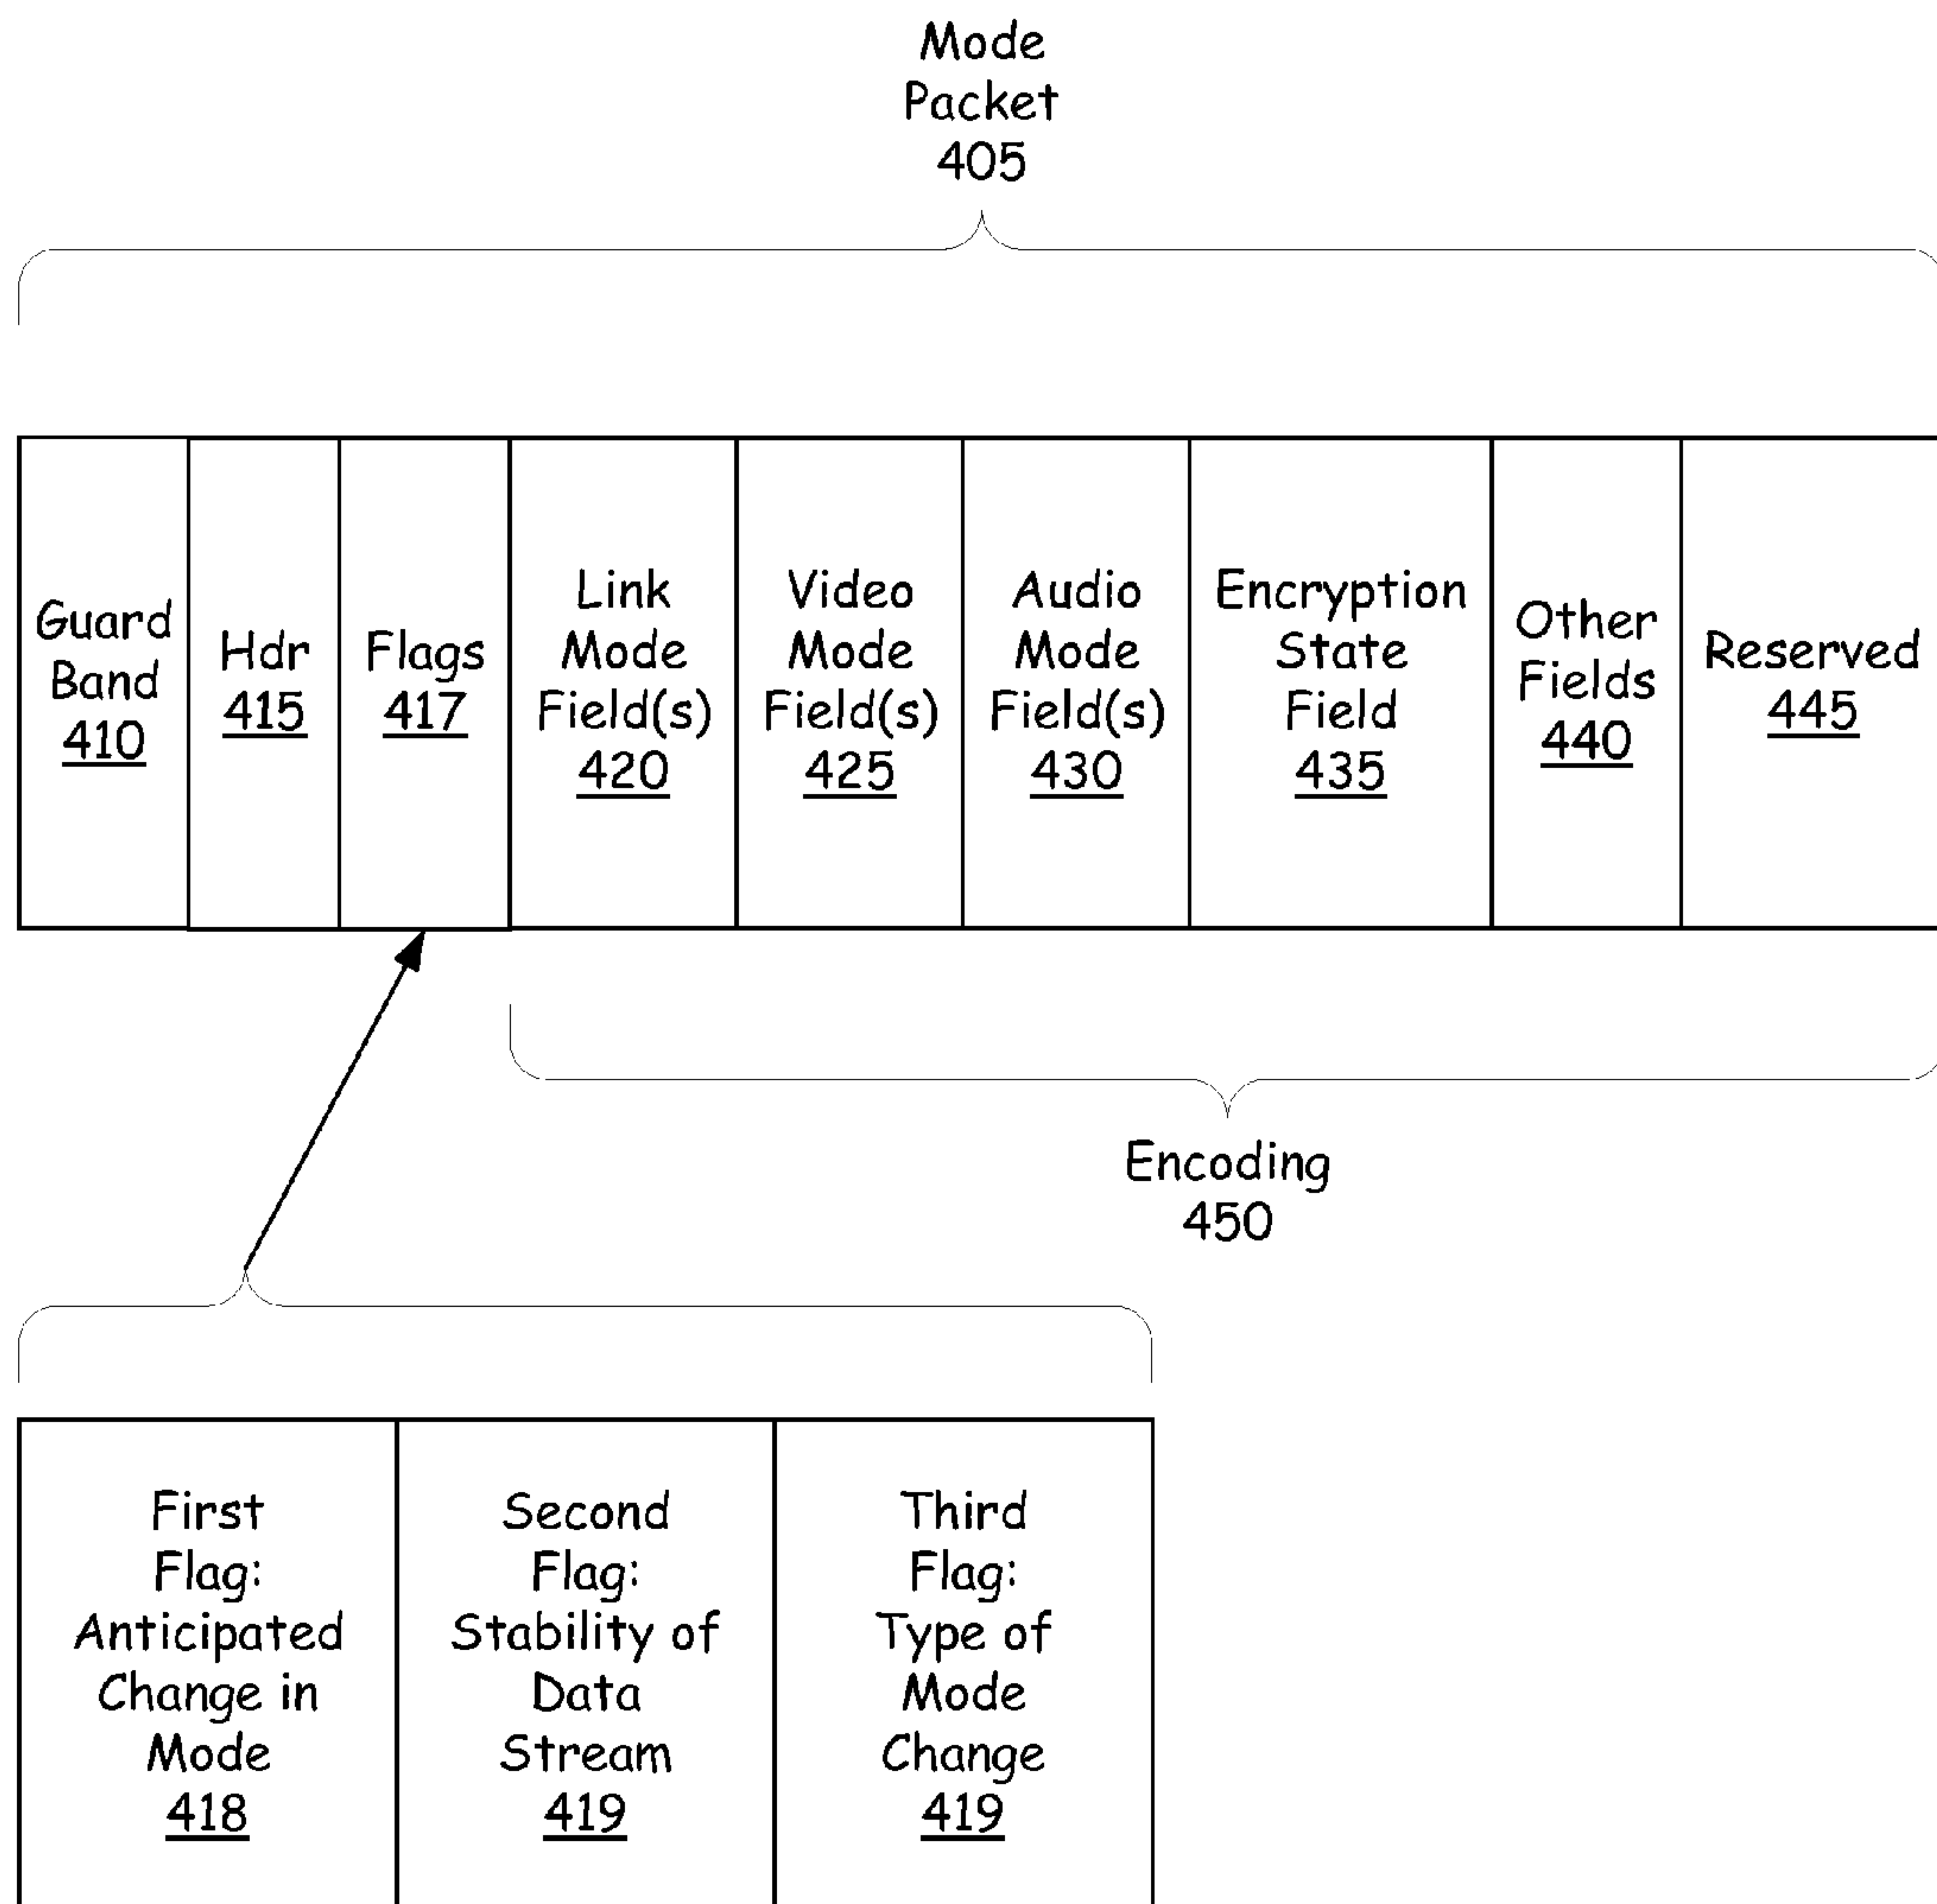 Mode
Packet
405
Guard
Band
410
Hdr
415
Flags
417
Link
Mode
Field(s)
420
Video
Mode
Field(s)
425
Audio
Mode
Field(s)
430
Encryption
State
Field
435
Other
Fields
440
Reserved
445
Encoding
450
First
Flag:
Anticipated
Change in
Mode
418
Second
Flag:
Stability of
Data
Stream
419
Third
Flag:
Type of
Mode
Change
419